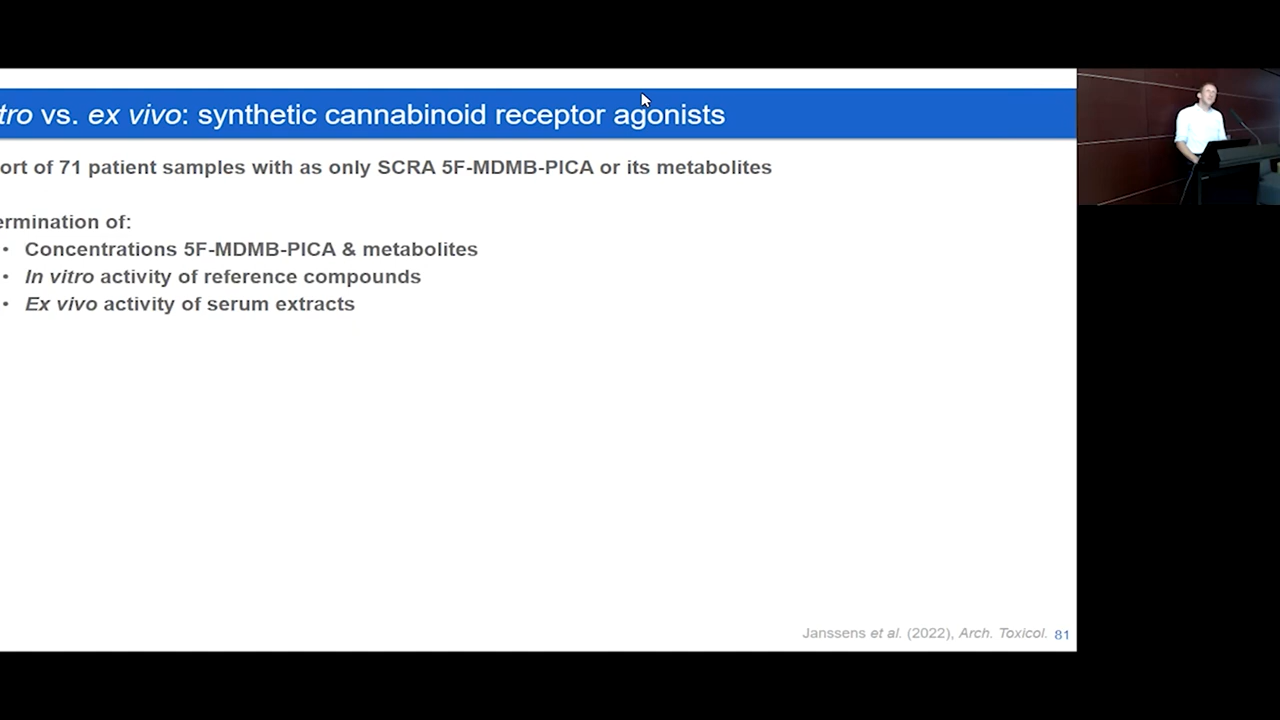 tro vs. ex vivo: synthetic cannabinoid receptor agonists
ort of 71 patient samples with as only SCRA 5F-MDMB-PICA or its metabolites
ermination of:
• Concentrations 5F-MDMB-PICA & metabolites
• In vitro activity of reference compounds
• Ex vivo activity of serum extracts
Janssens et al. (2022), Arch. Toxicol. 81